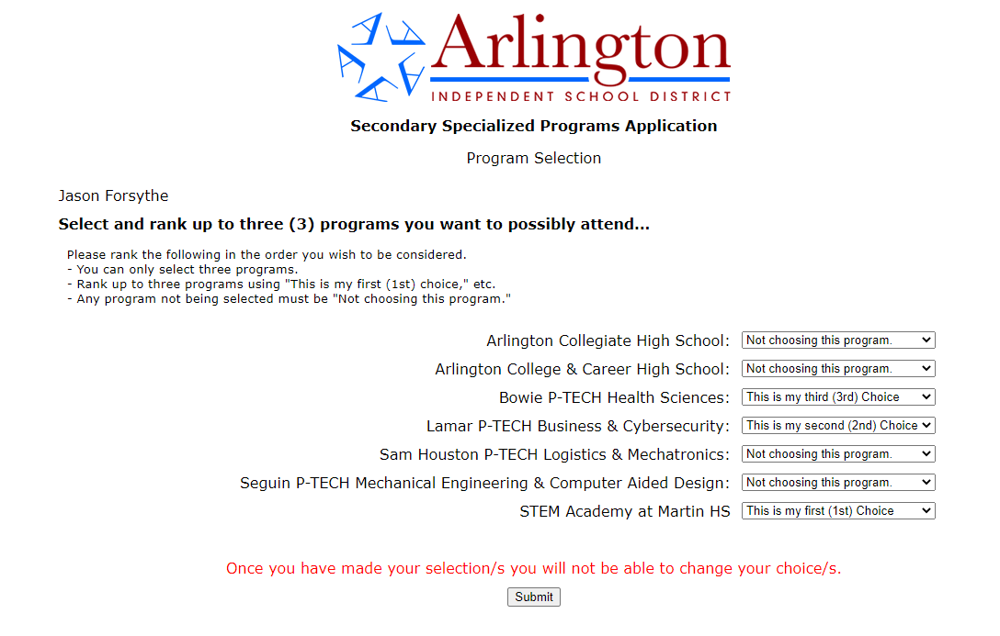 Arlington
INDEPENDENT SCHOOL DISTRICT
Secondary Specialized Programs Application
Program Selection
Jason Forsythe
Select and rank up to three (3) programs you want to possibly attend...
Please rank the following in the order you wish to be considered.
- You can only select three programs.
- Rank up to three programs using "This is my first (1st) choice," etc.
- Any program not being selected must be "Not choosing this program."
Arlington Collegiate High School: Not choosing this program.
Arlington College & Career High School: Not choosing this program.
Bowie P-TECH Health Sciences: This is my third (3rd) Choice
Lamar P-TECH Business & Cybersecurity: This is my second (2nd) Choice
Sam Houston P-TECH Logistics & Mechatronics: Not choosing this program.
Seguin P-TECH Mechanical Engineering & Computer Aided Design: Not choosing this program.
STEM Academy at Martin HS This is my first (1st) Choice
Once you have made your selection/s you will not be able to change your choice/s.
Submit